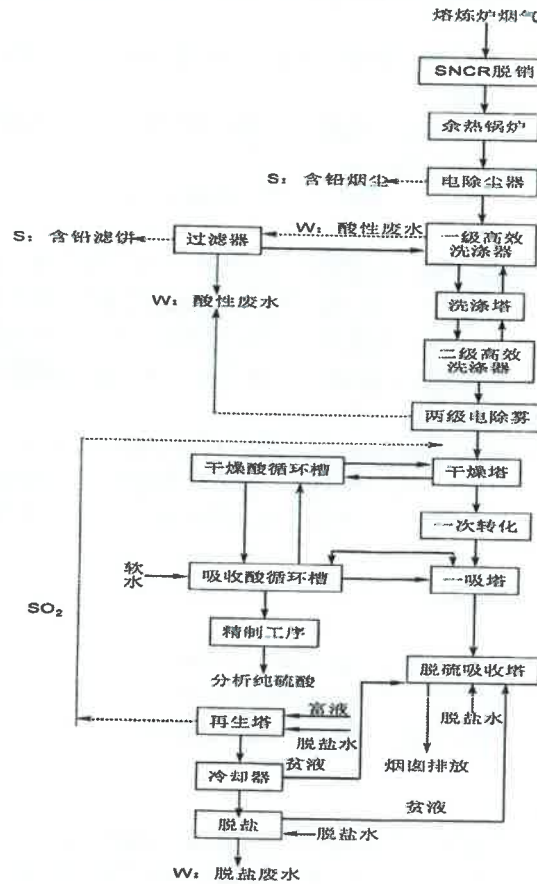 熔炼炉烟气
SNCR脱销
余热锅炉
S：含铅烟尘
电除尘器
S：含铅滤饼
过滤器
W：酸性废水
一级高效
洗涤器
W：酸性废水
洗涤塔
二级高效
洗涤器
两级电除雾
干燥酸循环槽
干燥塔
一次转化
软
水
吸收酸循环槽
一吸塔
SO₂
精制工序
分析纯硫酸
脱硫吸收塔
再生塔
富液
脱盐水
脱盐水
烟囱排放
冷却器
贫液
贫液
脱盐
脱盐水
W：脱盐废水